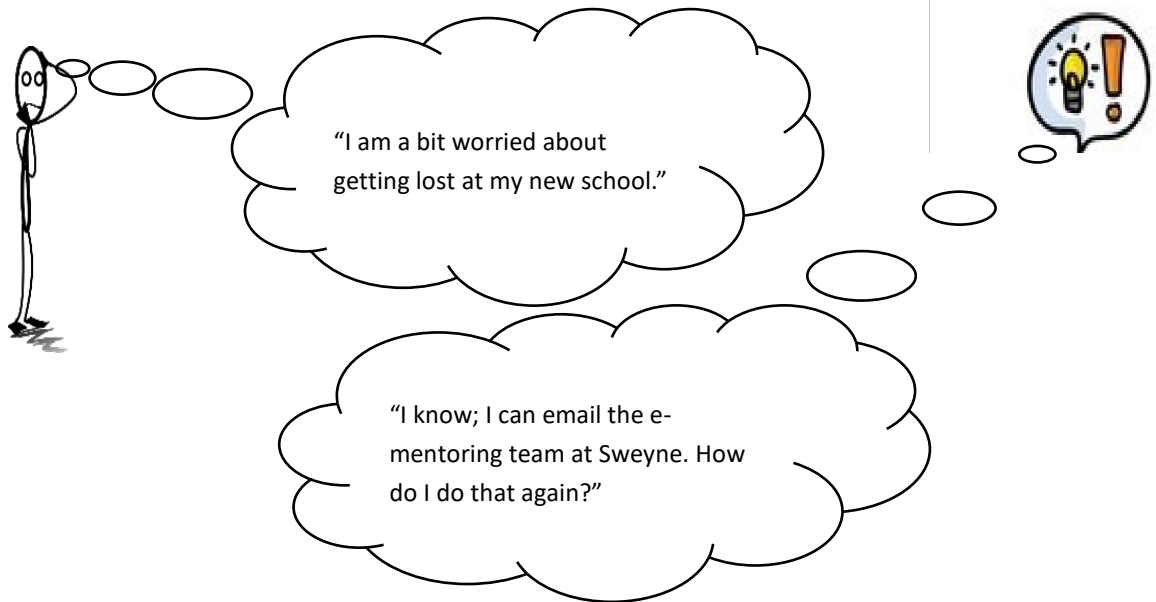 “I am a bit worried about
getting lost at my new school.”
“I know; I can email the e-
mentoring team at Sweyne. How
do I do that again?”